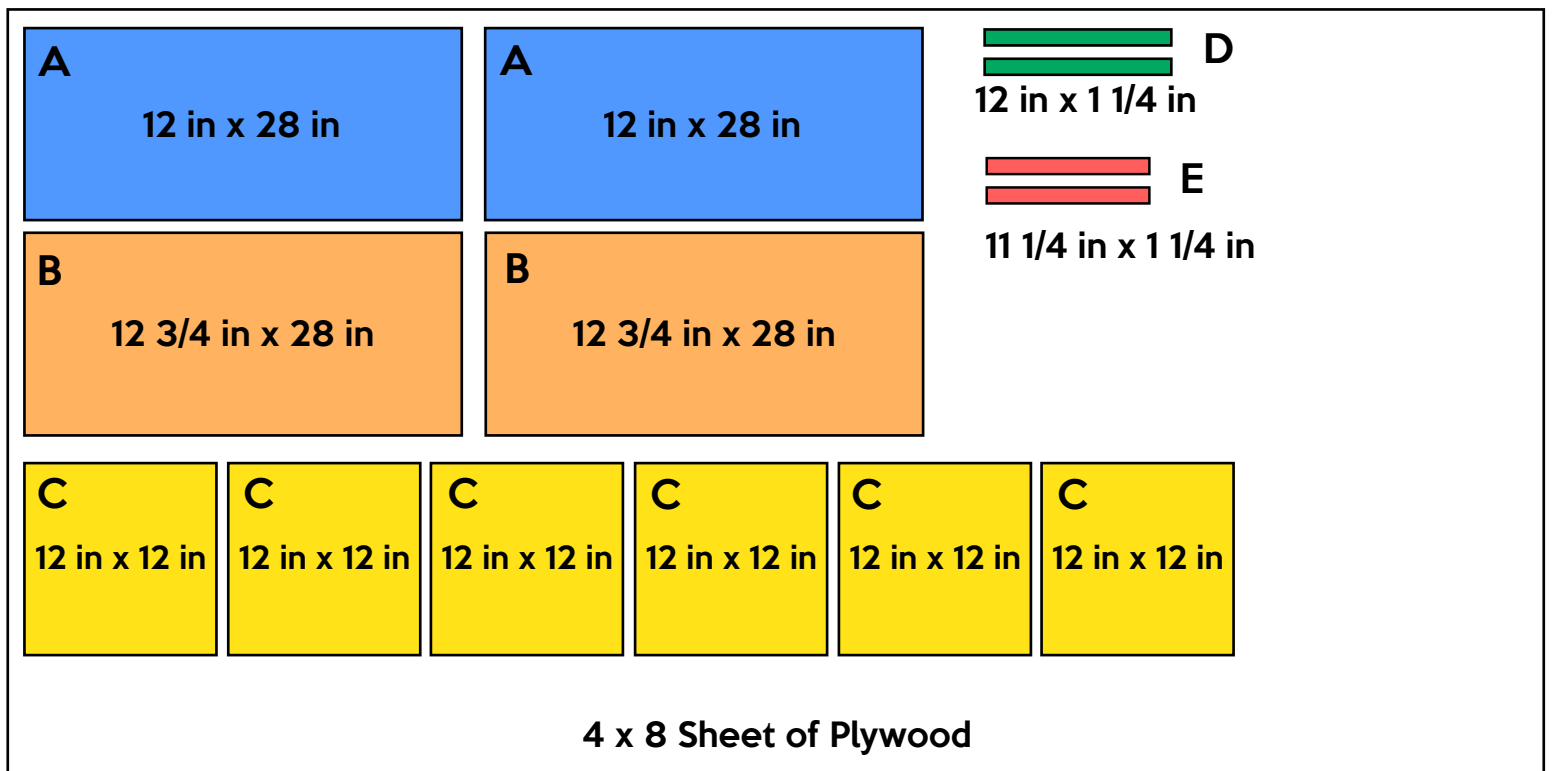 A
12 in x 28 in
A
12 in x 28 in
D
12 in x 1 1/4 in
E
11 1/4 in x 1 1/4 in
B
12 3/4 in x 28 in
B
12 3/4 in x 28 in
C
12 in x 12 in
C
12 in x 12 in
C
12 in x 12 in
C
12 in x 12 in
C
12 in x 12 in
C
12 in x 12 in
4 x 8 Sheet of Plywood